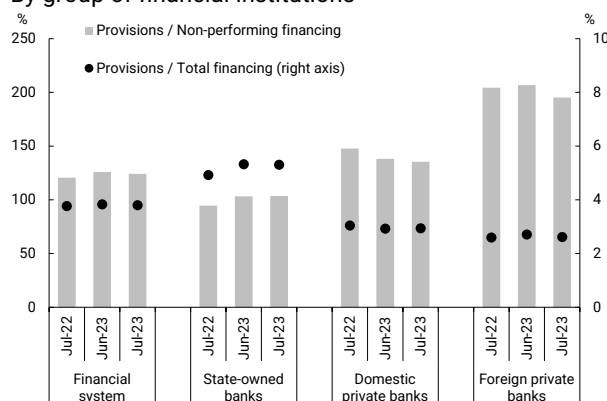 By group of financial institutions
%
%
250
200
150
100
50
0
Provisions / Non-performing financing
Provisions / Total financing (right axis)
10
8
6
4
2
0
Jul-22
Jun-23
Jul-23
Jul-22
Jun-23
Jul-23
Jul-22
Jun-23
Jul-23
Jul-22
Jun-23
Jul-23
Financial
system
State-owned
banks
Domestic
private banks
Foreign private
banks